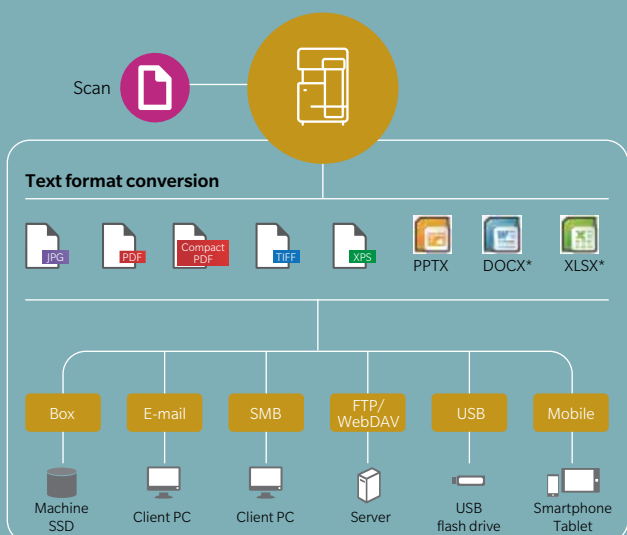 Scan
Text format conversion
JPG
PDF
Compact
PDF
TIFF
XPS
PPTX
DOCX*
XLSX*
Box
E-mail
SMB
FTP/
WebDAV
USB
Mobile
Machine
SSD
Client PC
Client PC
Server
USB
flash drive
Smartphone
Tablet